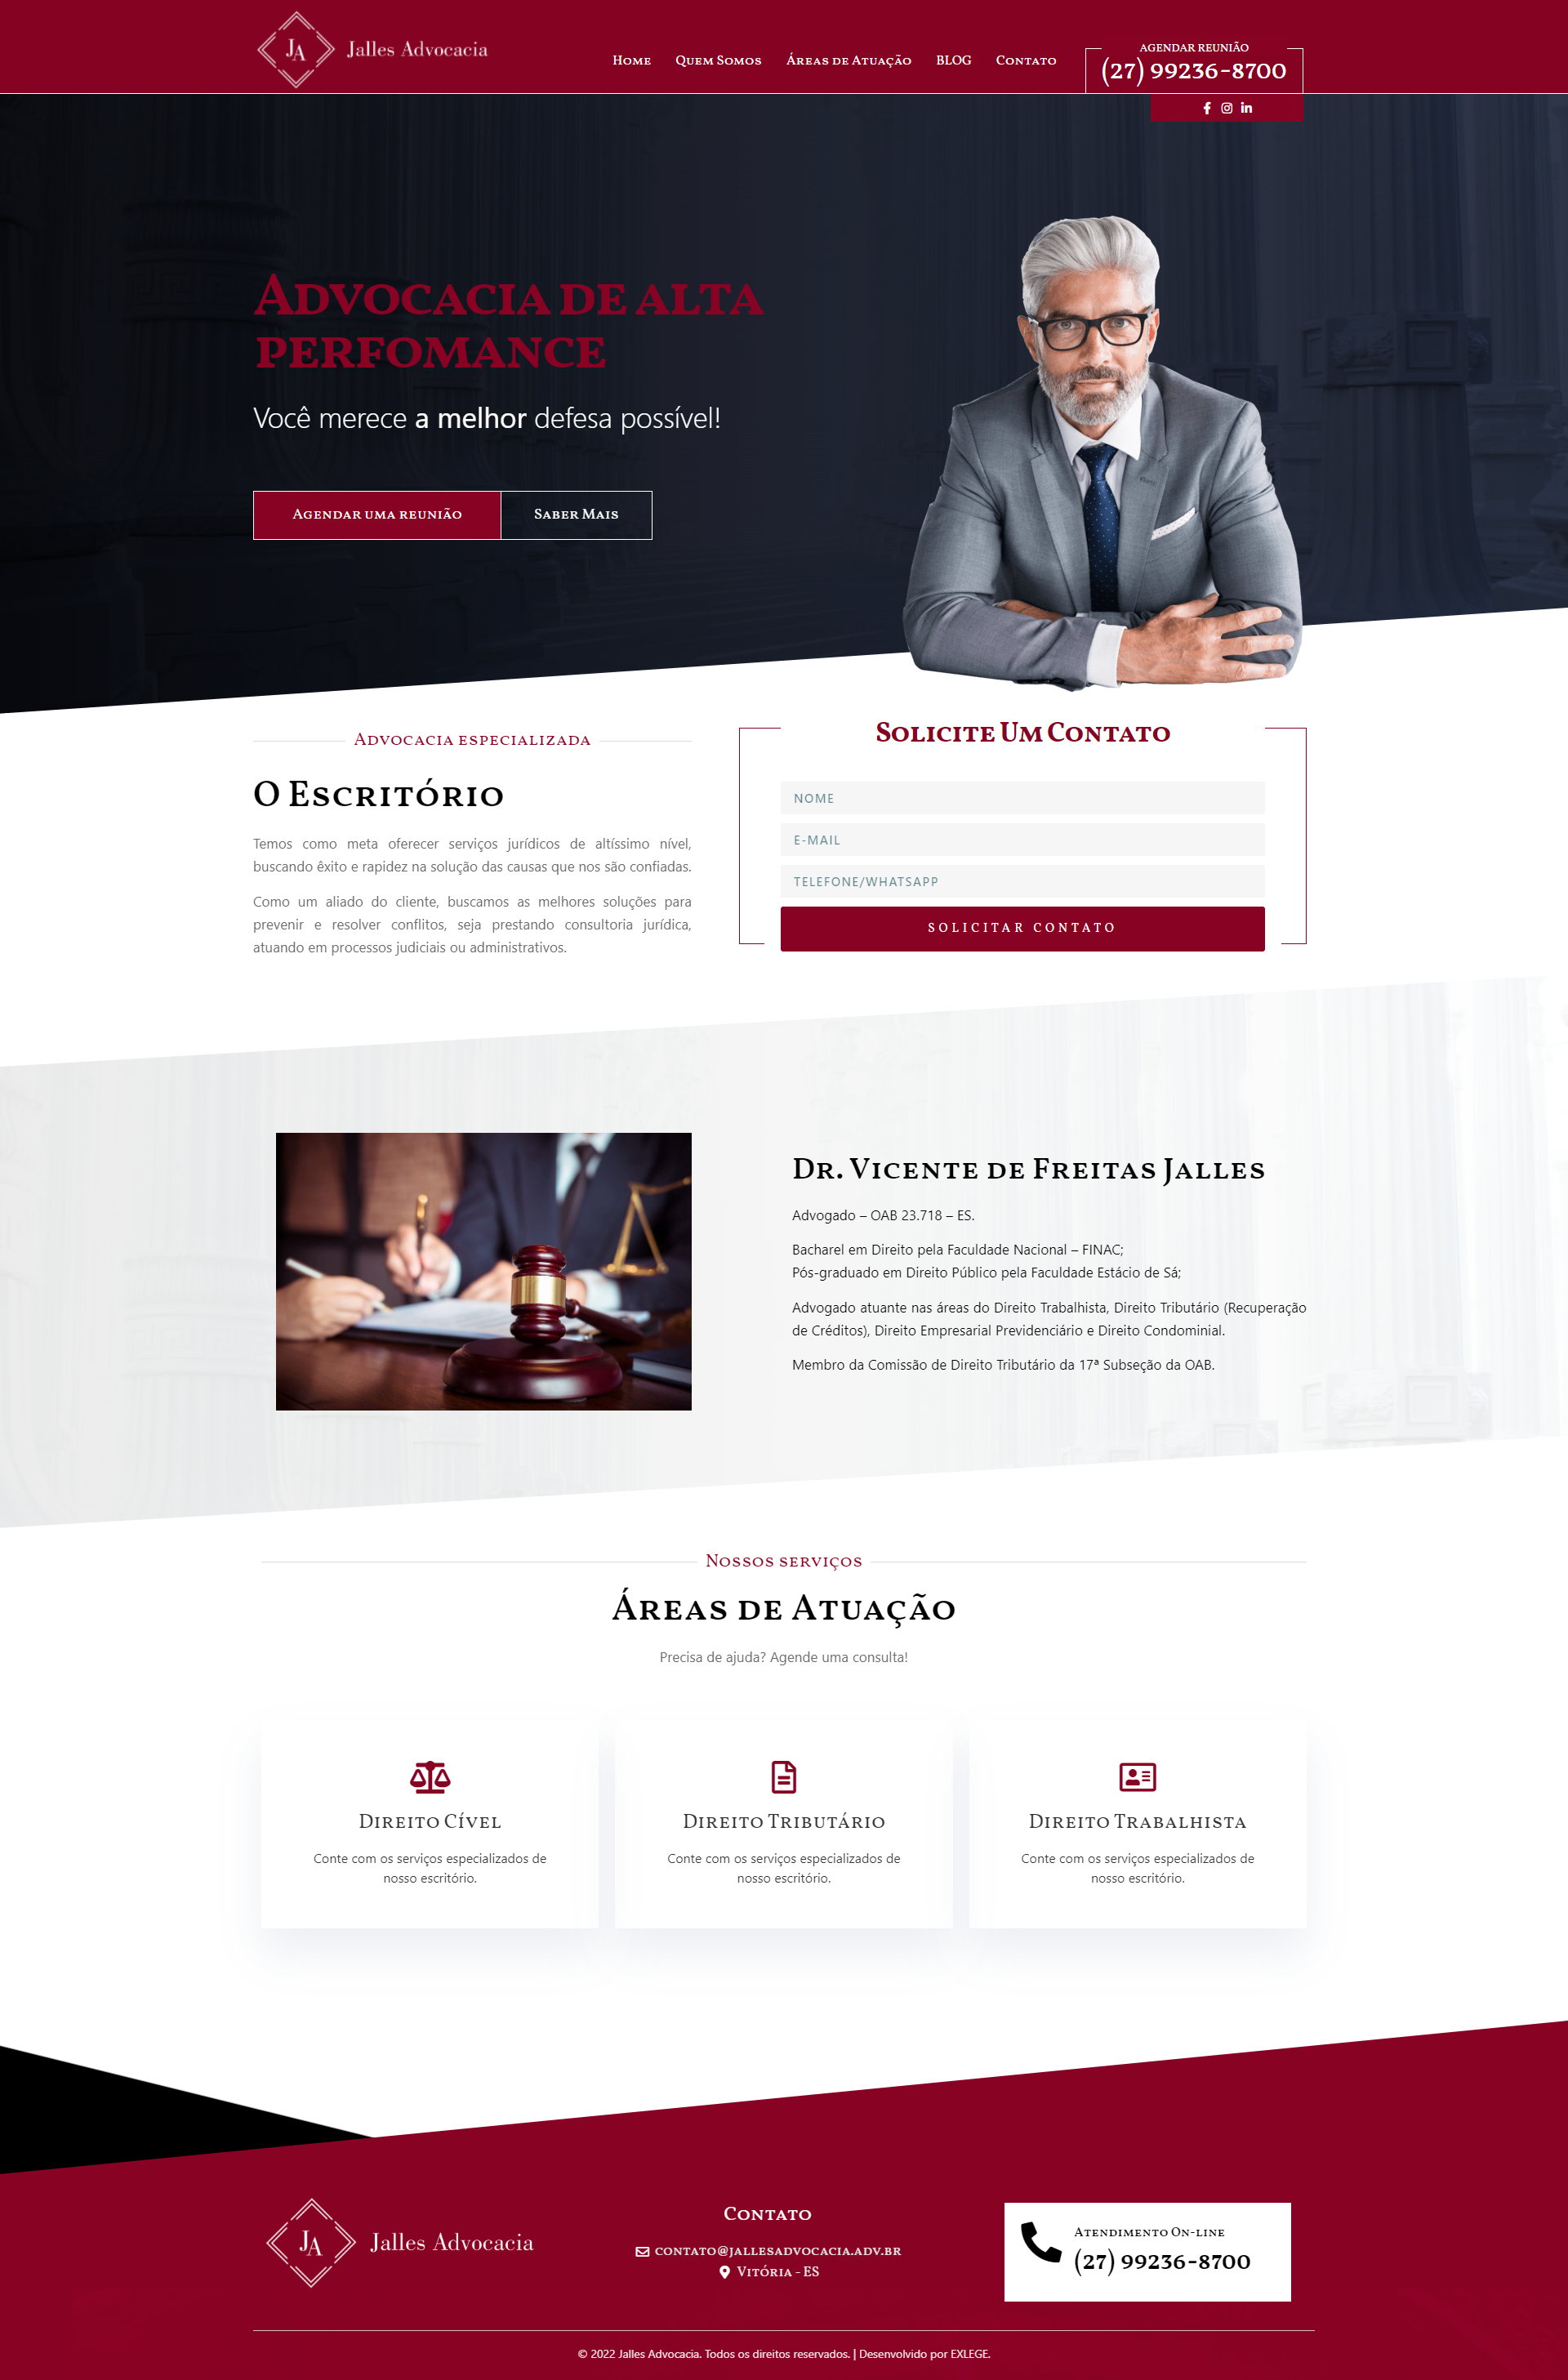 JA
Jalles Advocacia
Home
Quem Somos
Áreas de Atuação
BLOG
Contato
AGENDAR REUNIÃO
(27) 99236-8700
Advocacia de alta
perfomance
Você merece a melhor defesa possível!
Agendar uma reunião
Saber Mais
Advocacia especializada
O Escritório
Temos como meta oferecer serviços jurídicos de altíssimo nível,
buscando êxito e rapidez na solução das causas que nos são confiadas.
Como um aliado do cliente, buscamos as melhores soluções para
prevenir e resolver conflitos, seja prestando consultoria jurídica,
atuando em processos judiciais ou administrativos.
Solicite Um Contato
NOME
E-MAIL
TELEFONE/WHATSAPP
SOLICITAR CONTATO
Dr. Vicente de Freitas Jalles
Advogado – OAB 23.718 – ES.
Bacharel em Direito pela Faculdade Nacional – FINAC;
Pós-graduado em Direito Público pela Faculdade Estácio de Sá;
Advogado atuante nas áreas do Direito Trabalhista, Direito Tributário (Recuperação
de Créditos), Direito Empresarial Previdenciário e Direito Condominial.
Membro da Comissão de Direito Tributário da 17ª Subseção da OAB.
Nossos serviços
Áreas de Atuação
Precisa de ajuda? Agende uma consulta!
Direito Cível
Conte com os serviços especializados de
nosso escritório.
Direito Tributário
Conte com os serviços especializados de
nosso escritório.
Direito Trabalhista
Conte com os serviços especializados de
nosso escritório.
JA
Jalles Advocacia
Contato
contato@jallesadvocacia.adv.br
Vitória - ES
Atendimento On-line
(27) 99236-8700
© 2022 Jalles Advocacia. Todos os direitos reservados. | Desenvolvido por EXLEGE.